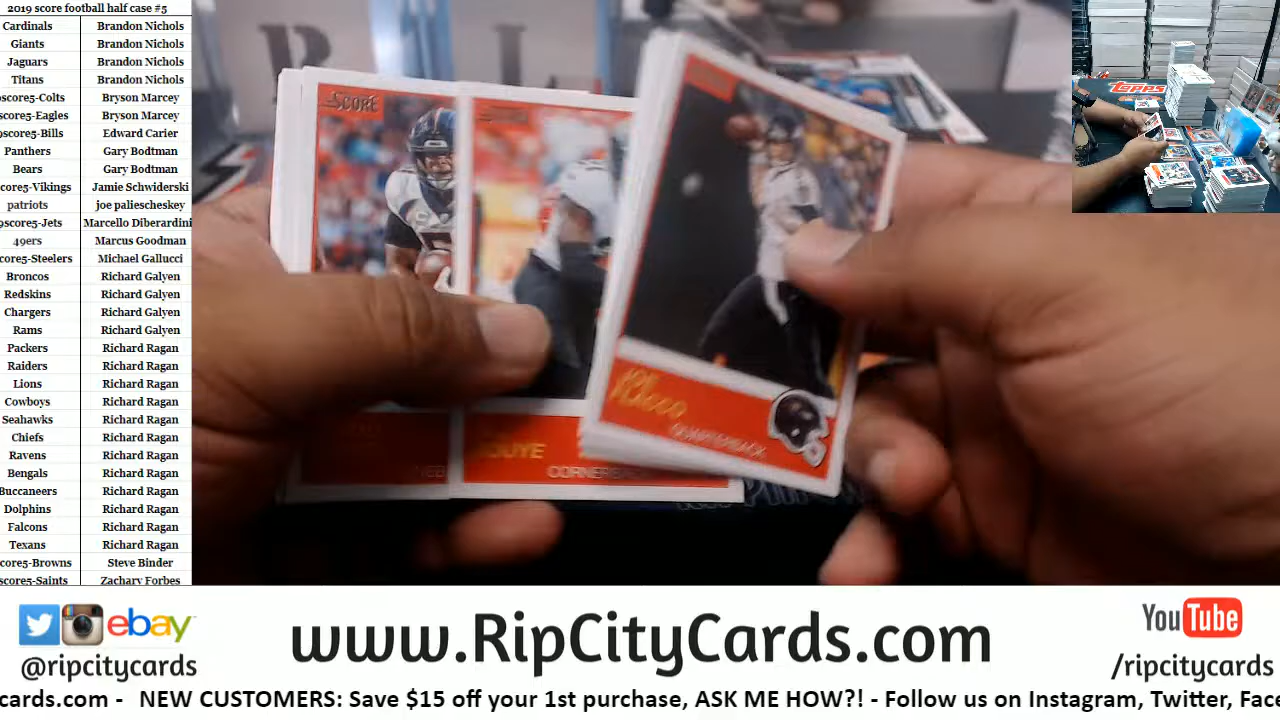 2019 score football half case #5
Cardinals Brandon Nichols
Giants Brandon Nichols
Jaguars Brandon Nichols
Titans Brandon Nichols
score5-Colts Bryson Marcey
score5-Eagles Bryson Marcey
9score5-Bills Edward Carier
Panthers Gary Bodtman
Bears Gary Bodtman
core5-Vikings Jamie Schwiderski
patriots joe paliescheskey
9score5-Jets Marcello Diberardini
49ers Marcus Goodman
core5-Steelers Michael Gallucci
Broncos Richard Galyen
Redskins Richard Galyen
Chargers Richard Galyen
Rams Richard Galyen
Packers Richard Ragan
Raiders Richard Ragan
Lions Richard Ragan
Cowboys Richard Ragan
Seahawks Richard Ragan
Chiefs Richard Ragan
Ravens Richard Ragan
Bengals Richard Ragan
Buccaneers Richard Ragan
Dolphins Richard Ragan
Falcons Richard Ragan
Texans Richard Ragan
score5-Browns Steve Binder
score5-Saints Zachary Forbes
SCORE
Flacco
QUARTERBACK
OUYE
CORNERBACK
topps
ebay
@ripcitycards
www.RipCityCards.com
YouTube
/ripcitycards
cards.com - NEW CUSTOMERS: Save $15 off your 1st purchase, ASK ME HOW?! - Follow us on Instagram, Twitter, Face